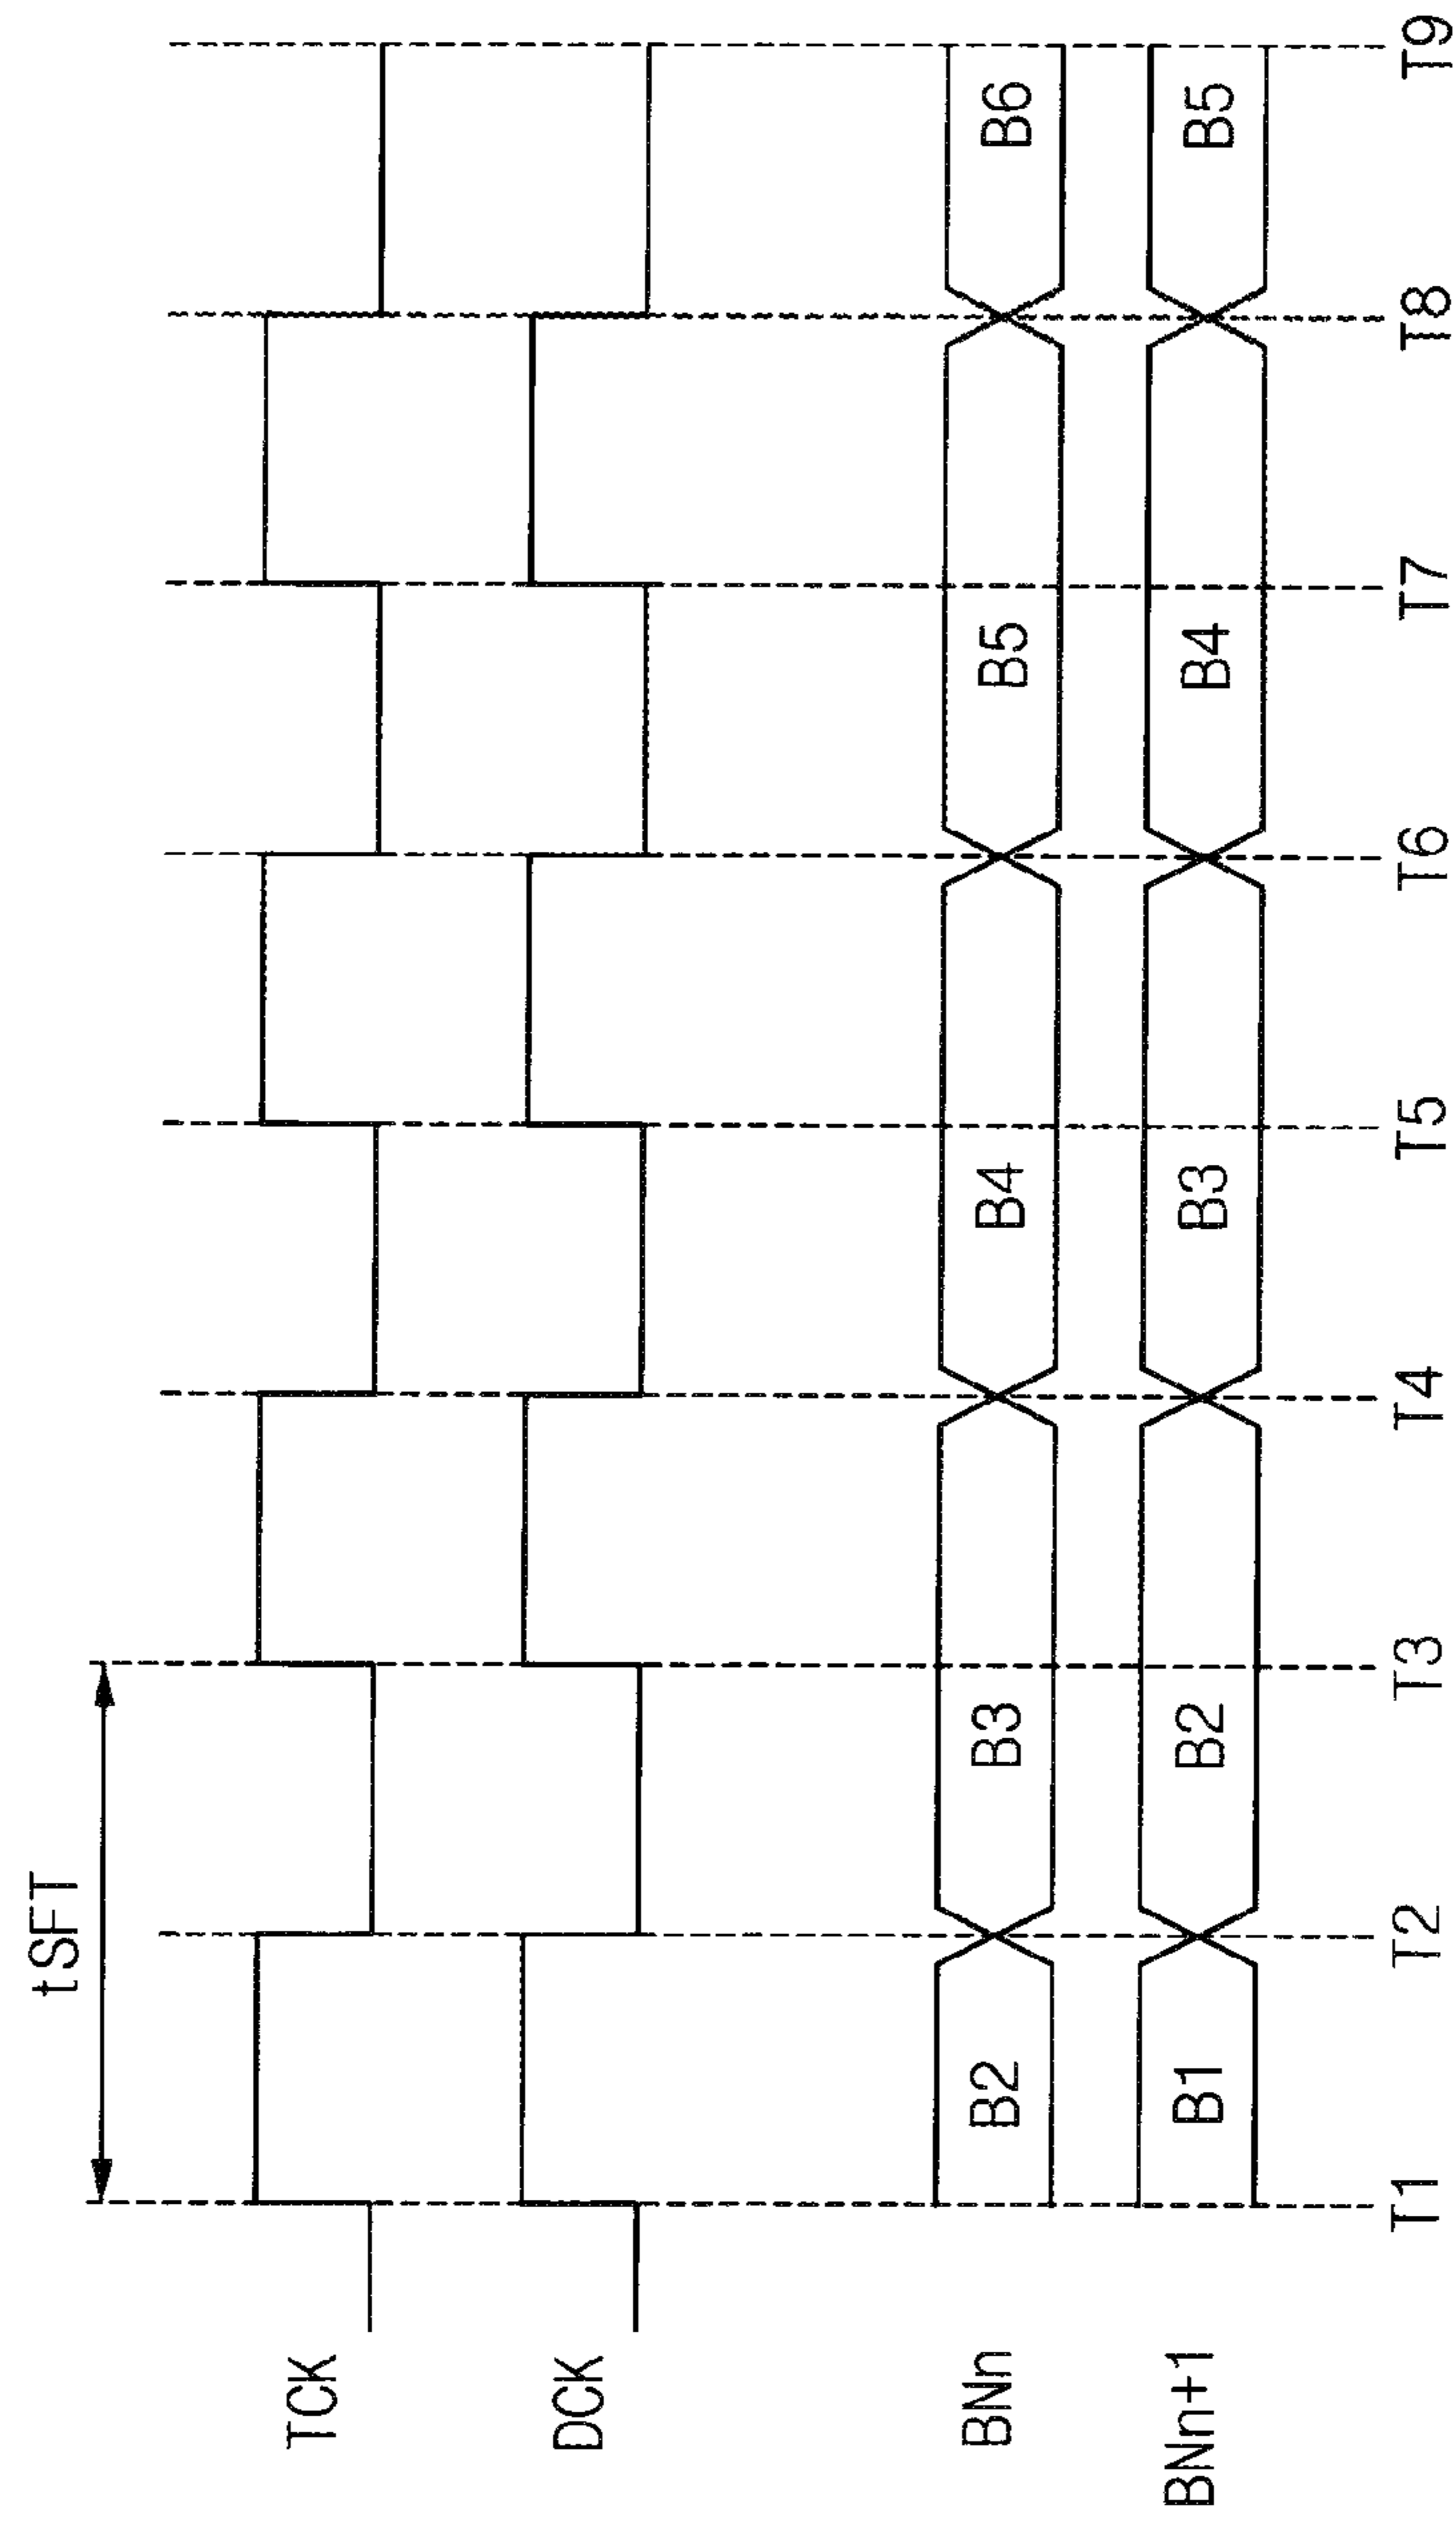 tSFT
TCK
DCK
BNn B2 B3 B4 B5 B6
BNn+1 B1 B2 B3 B4 B5
T1 T2 T3 T4 T5 T6 T7 T8 T9